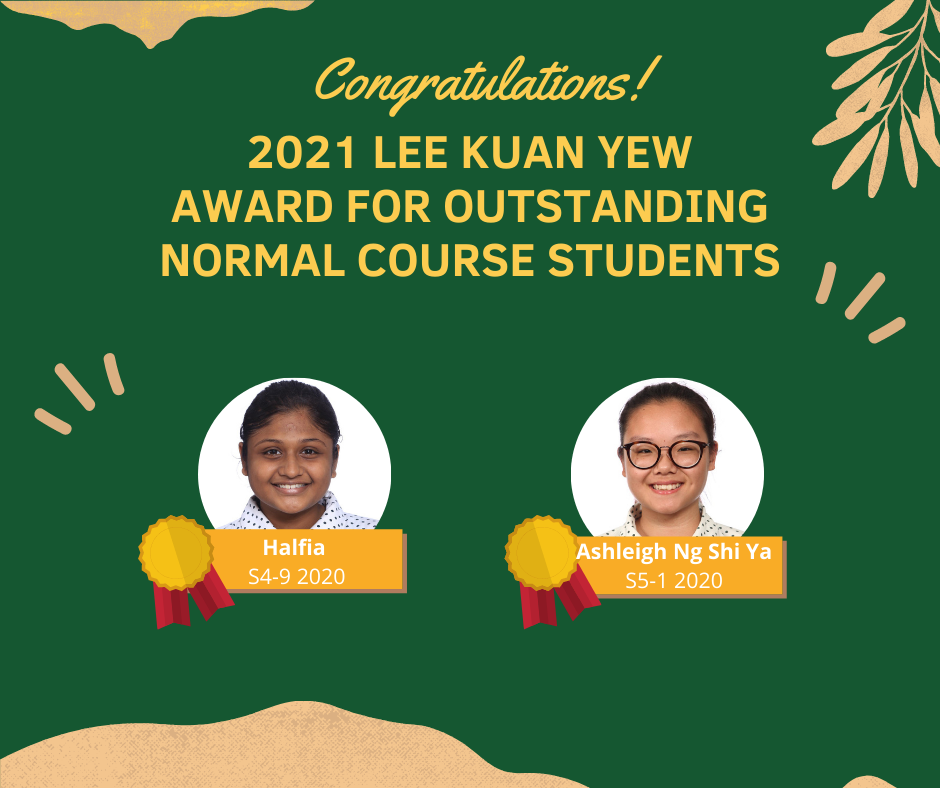 Congratulations!
2021 LEE KUAN YEW
AWARD FOR OUTSTANDING
NORMAL COURSE STUDENTS
Halfia
S4-9 2020
Ashleigh Ng Shi Ya
S5-1 2020